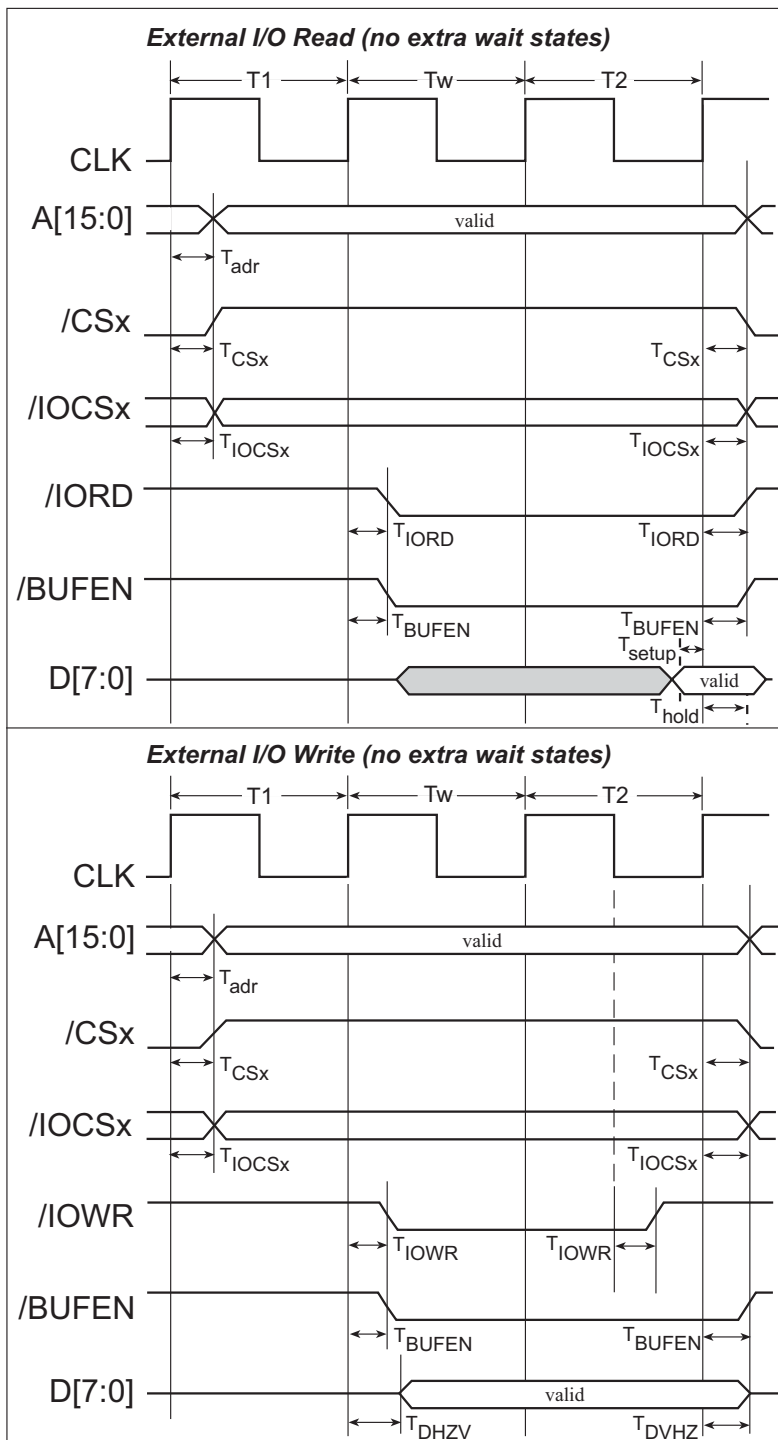 External I/O Read (no extra wait states)
T1 Tw T2
CLK
A[15:0] valid
Tadr
/CSx
TCSx TCSx
/IOCSx
TIOCSx TIOCSx
/IORD
TIORD TIORD
/BUFEN
TBUFEN TBUFEN
Tsetup
D[7:0] valid
Thold
External I/O Write (no extra wait states)
T1 Tw T2
CLK
A[15:0] valid
Tadr
/CSx
TCSx TCSx
/IOCSx
TIOCSx TIOCSx
/IOWR
TIOWR TIOWR
/BUFEN
TBUFEN TBUFEN
D[7:0] valid
TDHZV TDVHZ